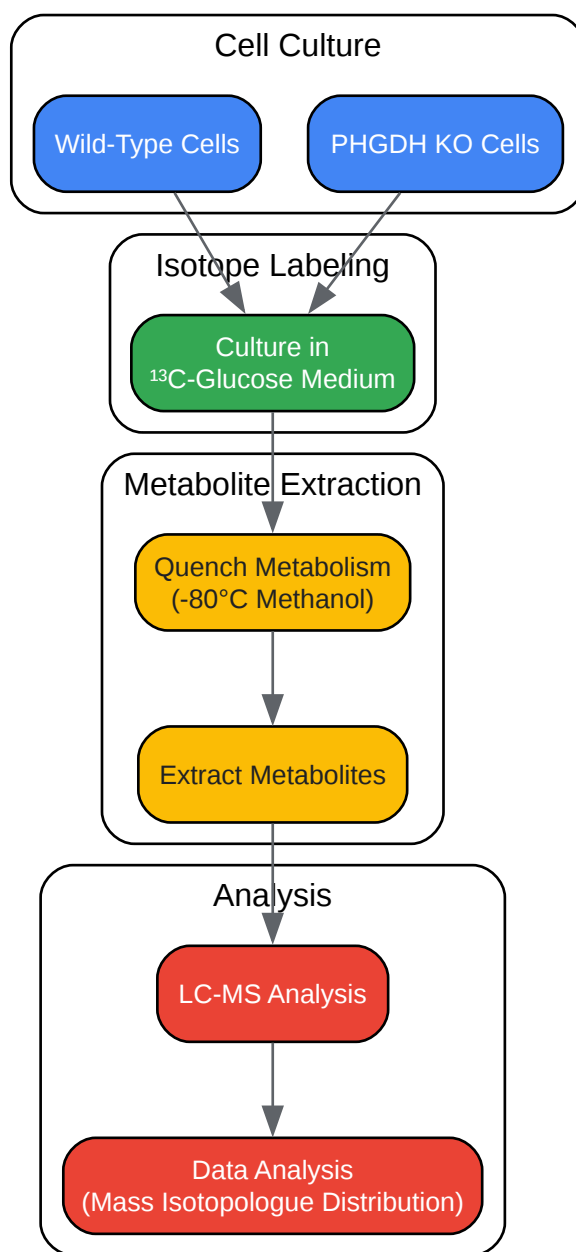 Cell Culture
Wild-Type Cells
PHGDH KO Cells
Isotope Labeling
Culture in
¹³C-Glucose Medium
Metabolite Extraction
Quench Metabolism
(-80°C Methanol)
Extract Metabolites
Analysis
LC-MS Analysis
Data Analysis
(Mass Isotopologue Distribution)